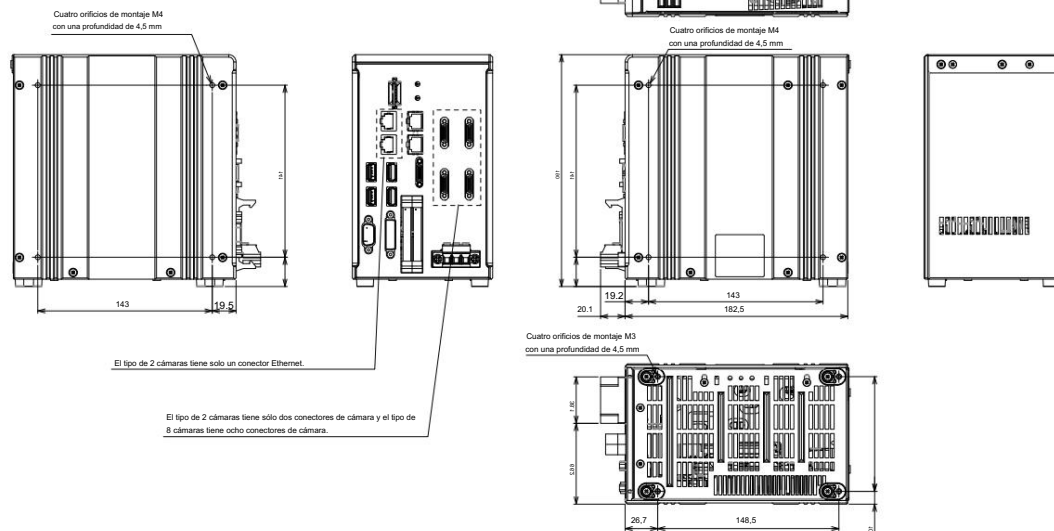 Cuatro orificios de montaje M4
con una profundidad de 4,5 mm
Cuatro orificios de montaje M4
con una profundidad de 4,5 mm
141
190
141
143
19.5
19.2
143
20.1
182,5
El tipo de 2 cámaras tiene solo un conector Ethernet.
El tipo de 2 cámaras tiene sólo dos conectores de cámara y el tipo de
8 cámaras tiene ocho conectores de cámara.
Cuatro orificios de montaje M3
con una profundidad de 4,5 mm
26,7
148,5